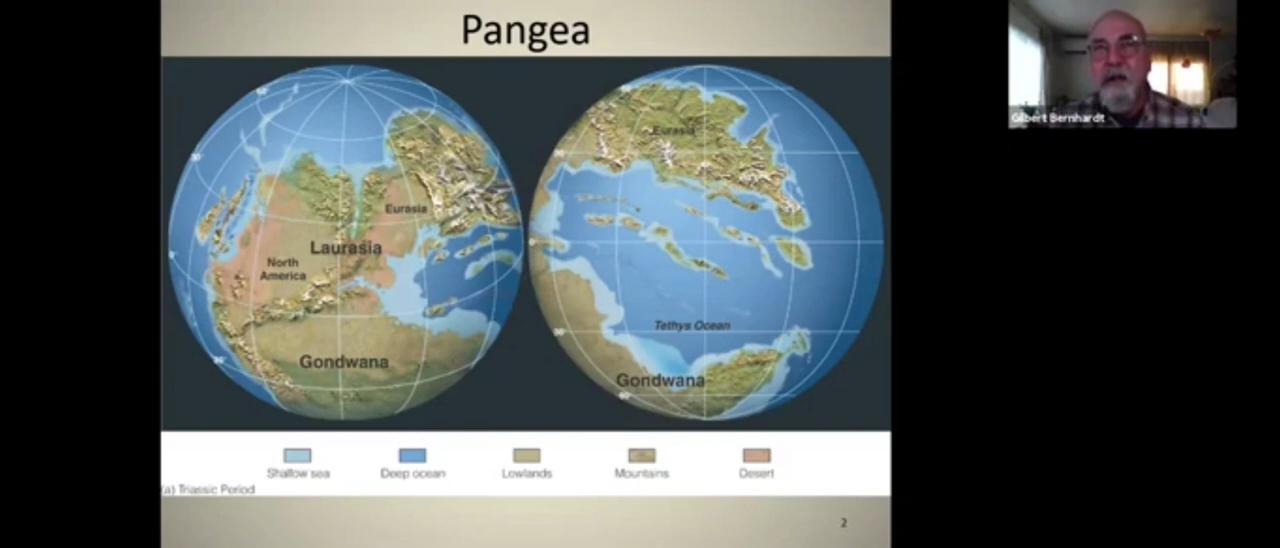 Pangea
Gilbert Bernhardt
Eurasia
Laurasia
North
America
Gondwana
Eurasia
Tethys Ocean
Gondwana
Shallow sea
Deep ocean
Lowlands
Mountains
Desert
(a) Triassic Period
2